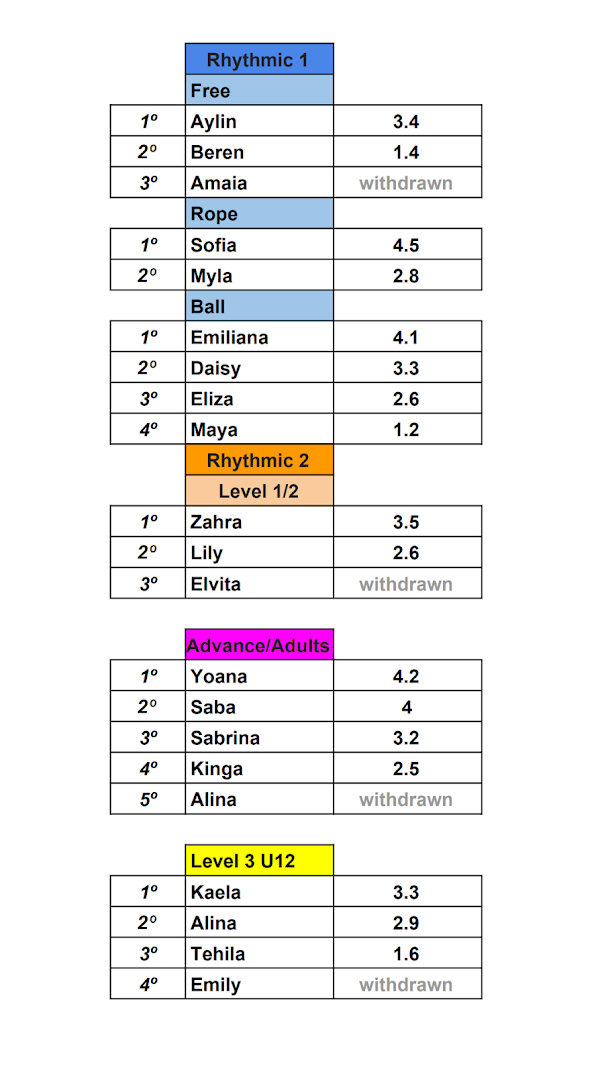 Rhythmic 1
Free
1º Aylin 3.4
2º Beren 1.4
3º Amaia withdrawn
Rope
1º Sofia 4.5
2º Myla 2.8
Ball
1º Emiliana 4.1
2º Daisy 3.3
3º Eliza 2.6
4º Maya 1.2
Rhythmic 2
Level 1/2
1º Zahra 3.5
2º Lily 2.6
3º Elvita withdrawn
Advance/Adults
1º Yoana 4.2
2º Saba 4
3º Sabrina 3.2
4º Kinga 2.5
5º Alina withdrawn
Level 3 U12
1º Kaela 3.3
2º Alina 2.9
3º Tehila 1.6
4º Emily withdrawn